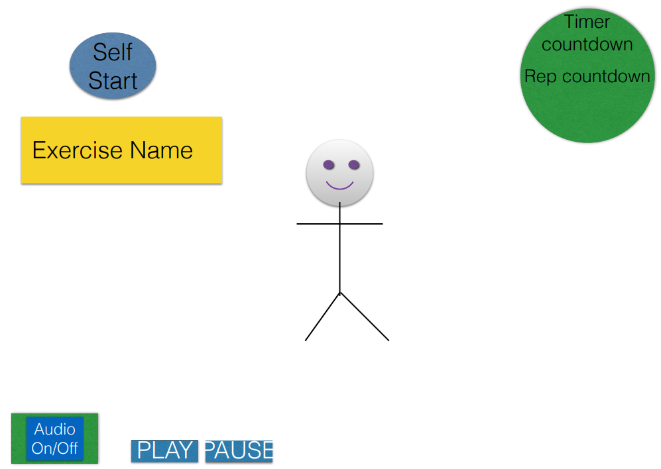 Self
Start
Timer
countdown
Rep countdown
Exercise Name
Audio
On/Off
PLAY
PAUSE